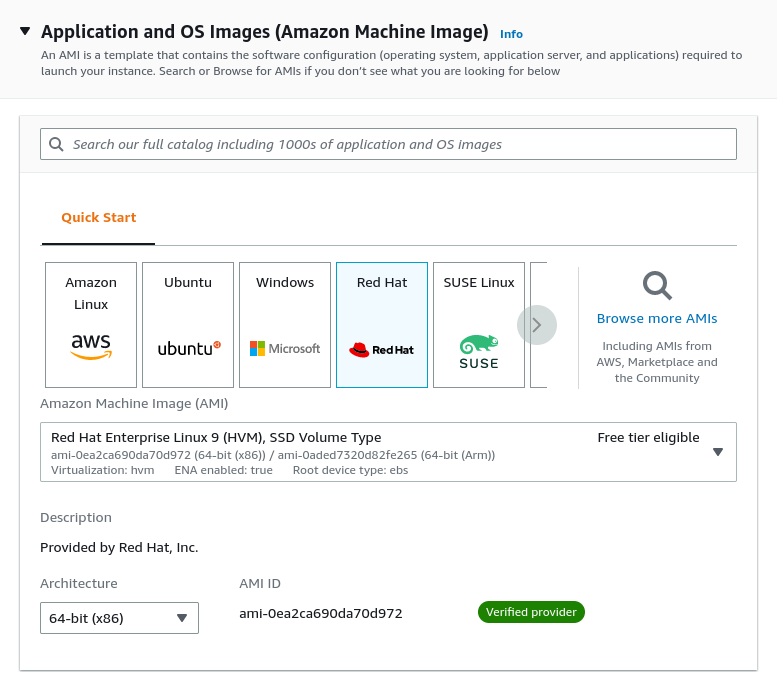 Application and OS Images (Amazon Machine Image) Info
An AMI is a template that contains the software configuration (operating system, application server, and applications) required to
launch your instance. Search or Browse for AMIs if you don't see what you are looking for below
Search our full catalog including 1000s of application and OS images
Quick Start
Amazon
Linux
aws
Ubuntu
ubuntu
Windows
Microsoft
Red Hat
Red Hat
SUSE Linux
SUSE
Browse more AMIs
Including AMIs from
AWS, Marketplace and
the Community
Amazon Machine Image (AMI)
Red Hat Enterprise Linux 9 (HVM), SSD Volume Type Free tier eligible
ami-0ea2ca690da70d972 (64-bit (x86)) / ami-0aded7320d82fe265 (64-bit (Arm))
Virtualization: hvm ENA enabled: true Root device type: ebs
Description
Provided by Red Hat, Inc.
Architecture AMI ID
64-bit (x86) ami-0ea2ca690da70d972 Verified provider